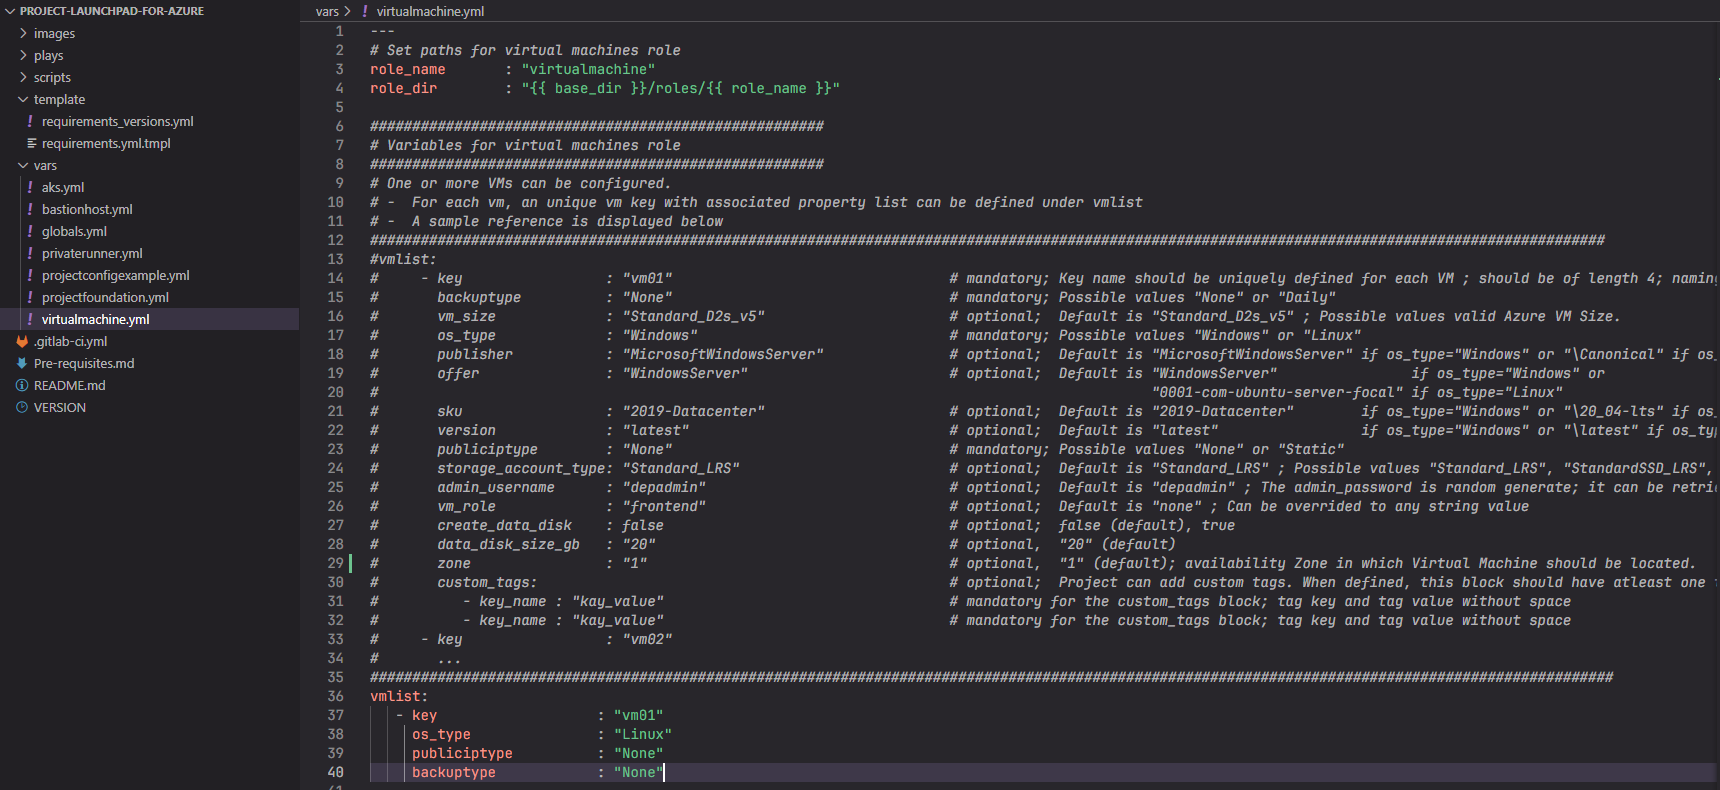 PROJECT-LAUNCHPAD-FOR-AZURE
images
plays
scripts
template
requirements_versions.yml
requirements.yml.tmpl
vars
aks.yml
bastionhost.yml
globals.yml
privaterunner.yml
projectconfigexample.yml
projectfoundation.yml
virtualmachine.yml
.gitlab-ci.yml
Pre-requisites.md
README.md
VERSION
vars > ! virtualmachine.yml
1 ---
2 # Set paths for virtual machines role
3 role_name : "virtualmachine"
4 role_dir : "{{ base_dir }}/roles/{{ role_name }}"
5
6 ######################################################
7 # Variables for virtual machines role
8 ######################################################
9 # One or more VMs can be configured.
10 # - For each vm, an unique vm key with associated property list can be defined under vmlist
11 # - A sample reference is displayed below
12 ###################################################################################################################################################
13 #vmlist:
14 # - key : "vm01" # mandatory; Key name should be uniquely defined for each VM ; should be of length 4; namin
15 # backuptype : "None" # mandatory; Possible values "None" or "Daily"
16 # vm_size : "Standard_D2s_v5" # optional; Default is "Standard_D2s_v5" ; Possible values valid Azure VM Size.
17 # os_type : "Windows" # mandatory; Possible values "Windows" or "Linux"
18 # publisher : "MicrosoftWindowsServer" # optional; Default is "MicrosoftWindowsServer" if os_type="Windows" or "\Canonical" if os_
19 # offer : "WindowsServer" # optional; Default is "WindowsServer" if os_type="Windows" or
20 # "0001-com-ubuntu-server-focal" if os_type="Linux"
21 # sku : "2019-Datacenter" # optional; Default is "2019-Datacenter" if os_type="Windows" or "\20_04-lts" if os_
22 # version : "latest" # optional; Default is "latest" if os_type="Windows" or "\latest" if os_typ
23 # publiciptype : "None" # mandatory; Possible values "None" or "Static"
24 # storage_account_type: "Standard_LRS" # optional; Default is "Standard_LRS" ; Possible values "Standard_LRS", "StandardSSD_LRS",
25 # admin_username : "depadmin" # optional; Default is "depadmin" ; The admin_password is random generate; it can be retri
26 # vm_role : "frontend" # optional; Default is "none" ; Can be overrided to any string value
27 # create_data_disk : false # optional; false (default), true
28 # data_disk_size_gb : "20" # optional, "20" (default)
29 # zone : "1" # optional, "1" (default); availability Zone in which Virtual Machine should be located.
30 # custom_tags: # optional; Project can add custom tags. When defined, this block should have atleast one
31 # - key_name : "kay_value" # mandatory for the custom_tags block; tag key and tag value without space
32 # - key_name : "kay_value" # mandatory for the custom_tags block; tag key and tag value without space
33 # - key : "vm02"
34 # ...
35 ####################################################################################################################################################
36 vmlist:
37 - key : "vm01"
38 os_type : "Linux"
39 publiciptype : "None"
40 backuptype : "None"